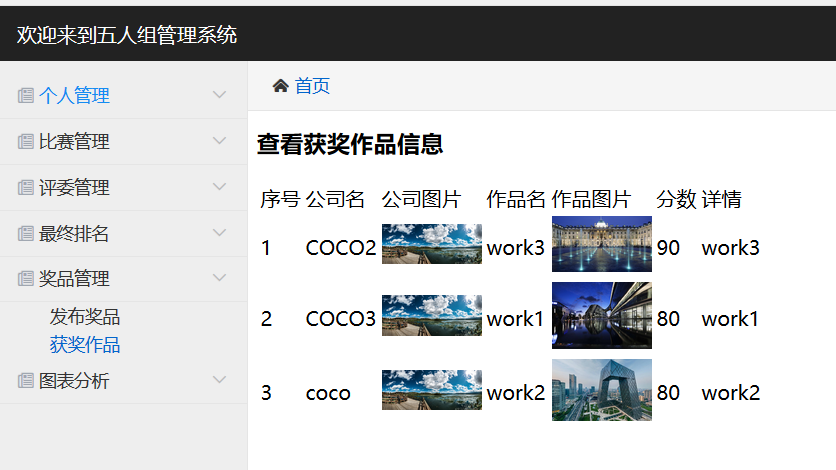 欢迎来到五人组管理系统
个人管理
比赛管理
评委管理
最终排名
奖品管理
发布奖品
获奖作品
图表分析
首页
查看获奖作品信息
序号 公司名 公司图片 作品名 作品图片 分数 详情
1 COCO2 work3 90 work3
2 COCO3 work1 80 work1
3 coco work2 80 work2